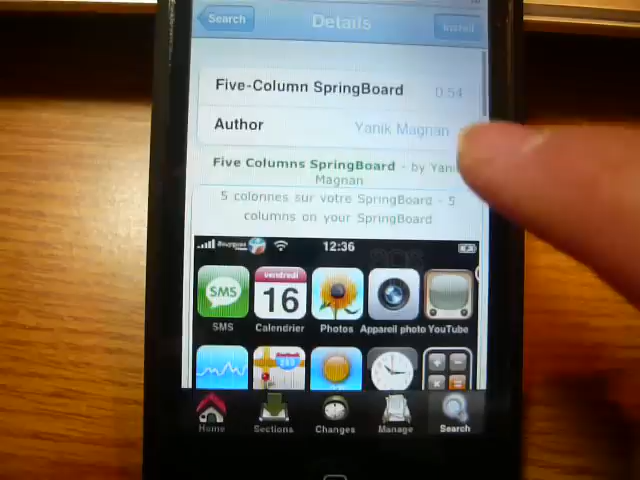 Search Details Install
Five-Column SpringBoard 0.54
Author Yanik Magnan
Five Columns SpringBoard - by Yani
Magnan
5 colonnes sur votre SpringBoard - 5
columns on your SpringBoard
12:36
vendredi
SMS 16
SMS Calendrier Photos Appareil photo YouTube
Home Sections Changes Manage Search